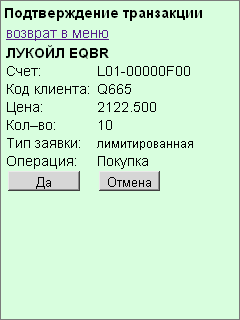 Подтверждение транзакции
возврат в меню
ЛУКОЙЛ EQBR
Счет: L01-00000F00
Код клиента: Q665
Цена: 2122.500
Кол–во: 10
Тип заявки: лимитированная
Операция: Покупка
Да Отмена